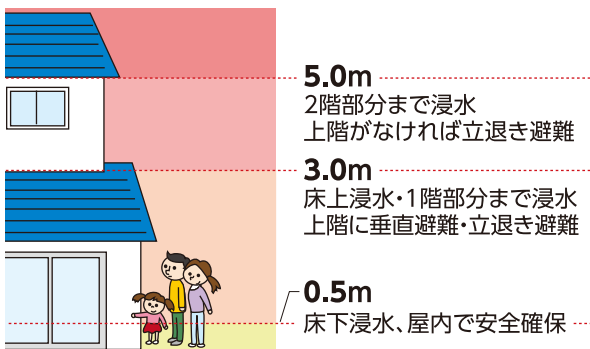 5.0m
2階部分まで浸水
上階がなければ立退き避難
3.0m
床上浸水・1階部分まで浸水
上階に垂直避難・立退き避難
0.5m
床下浸水、屋内で安全確保